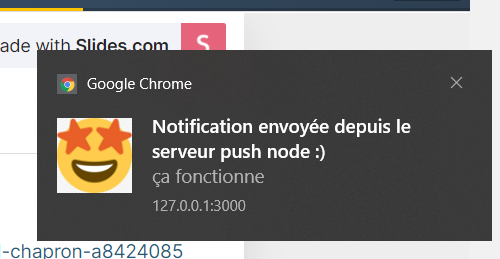 ade with Slides.com
S
Google Chrome
Notification envoyée depuis le
serveur push node :)
ça fonctionne
127.0.0.1:3000
-chapron-a8424085